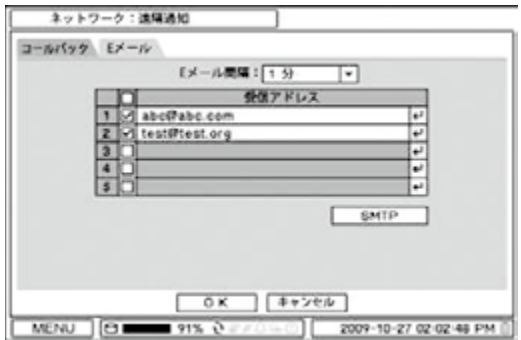 ネットワーク：遠隔通知
コールバック Eメール
Eメール間隔： 1 分
受信アドレス
1 abc@abc.com
2 test@test.org
3
4
5
SMTP
OK キャンセル
MENU 91% 2009-10-27 02:02:48 PM